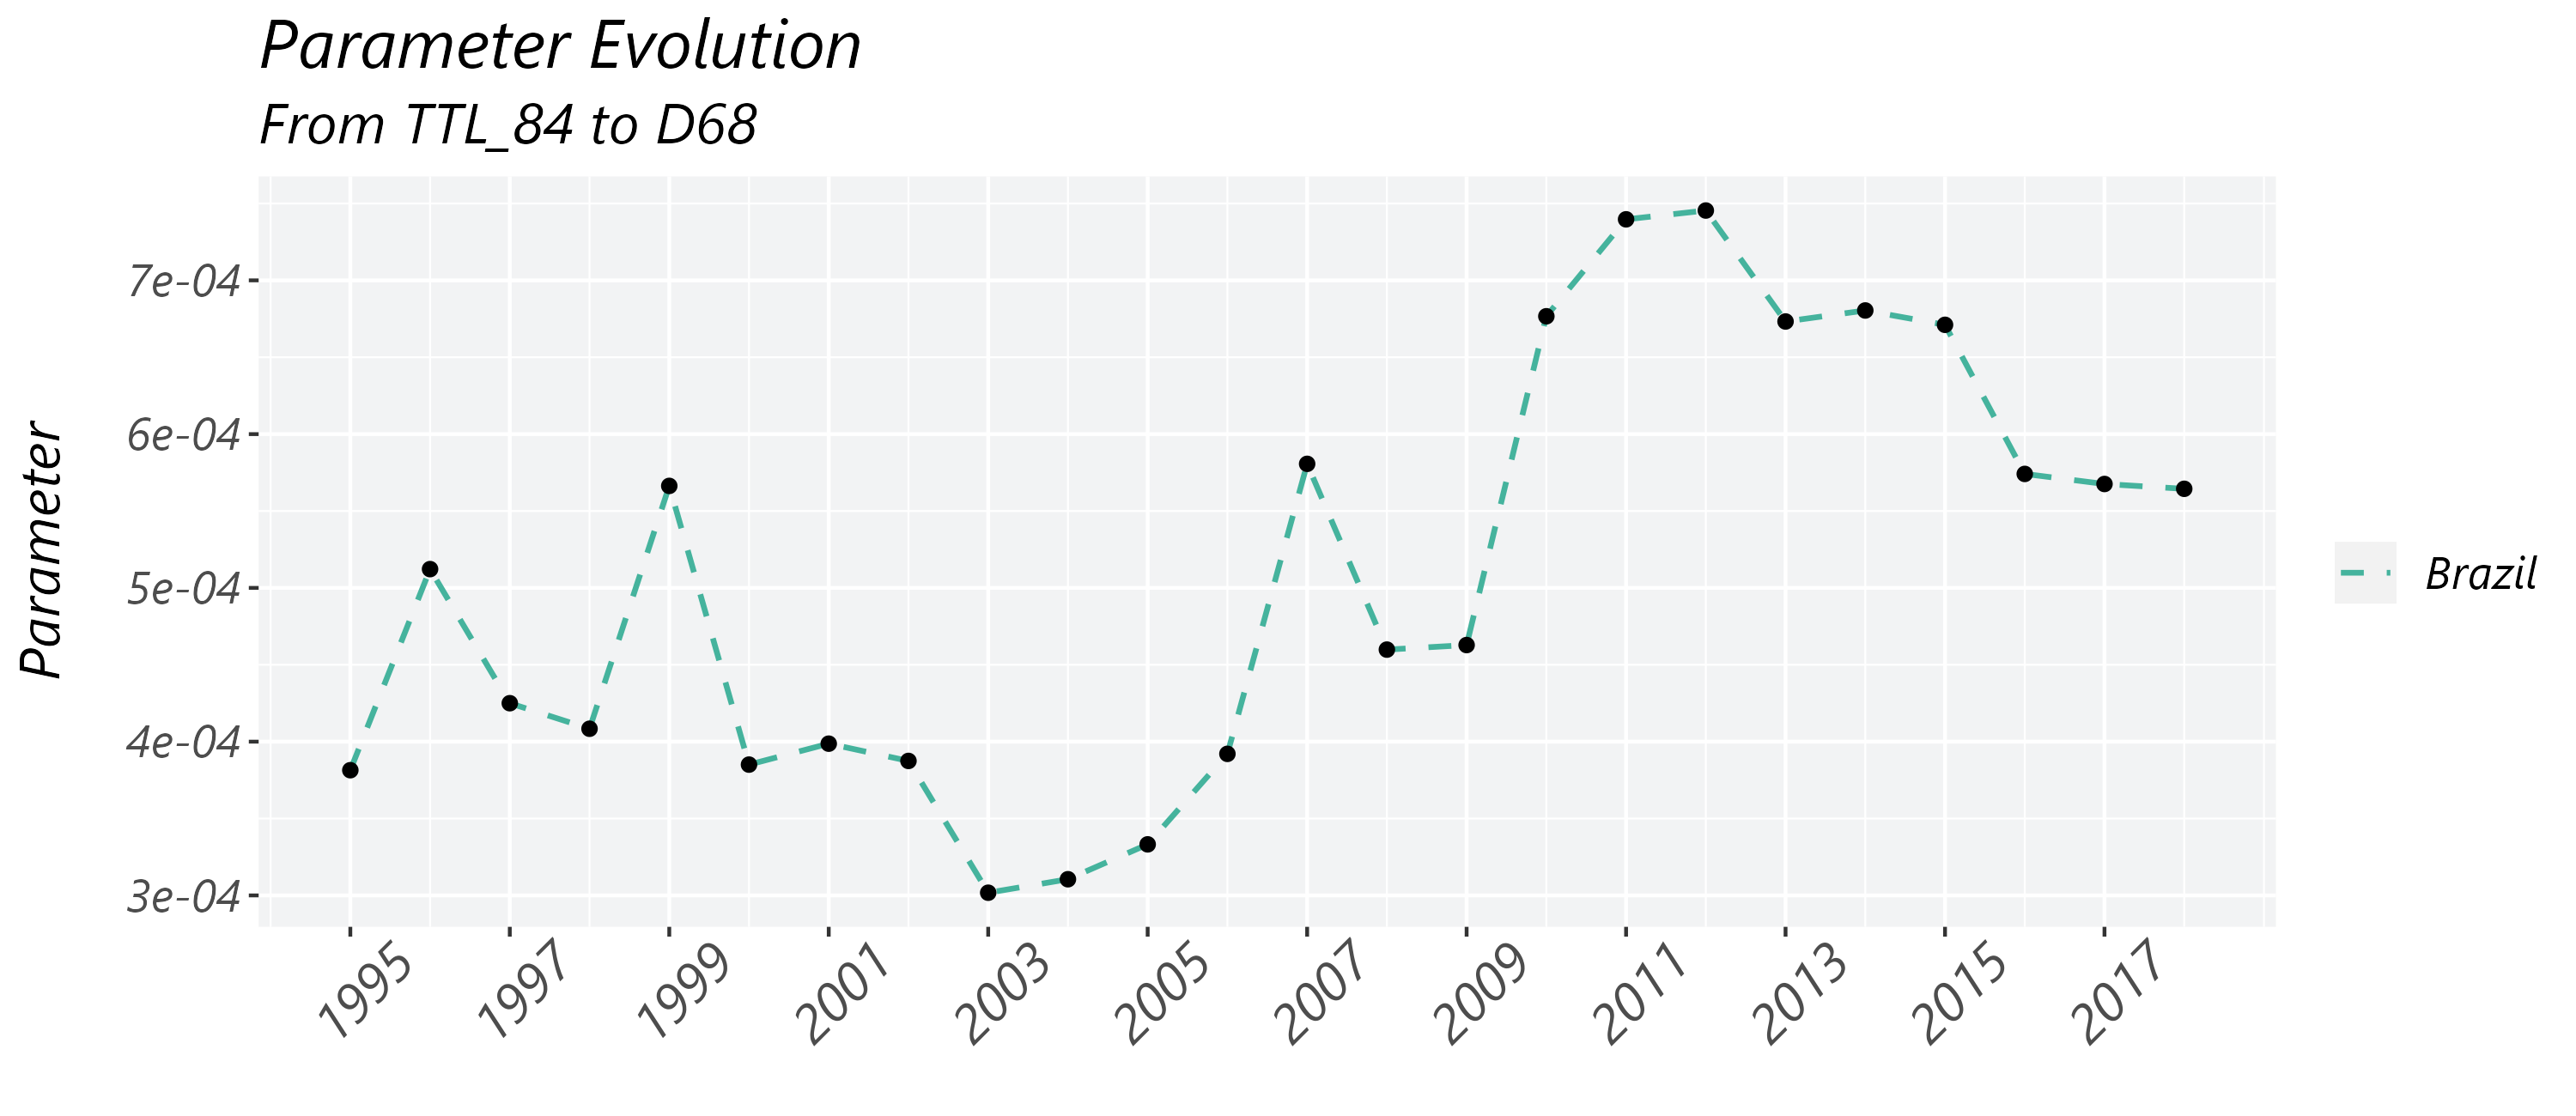 Parameter Evolution
From TTL_84 to D68
Parameter
7e-04
6e-04
5e-04
4e-04
3e-04
1995
1997
1999
2001
2003
2005
2007
2009
2011
2013
2015
2017
Brazil